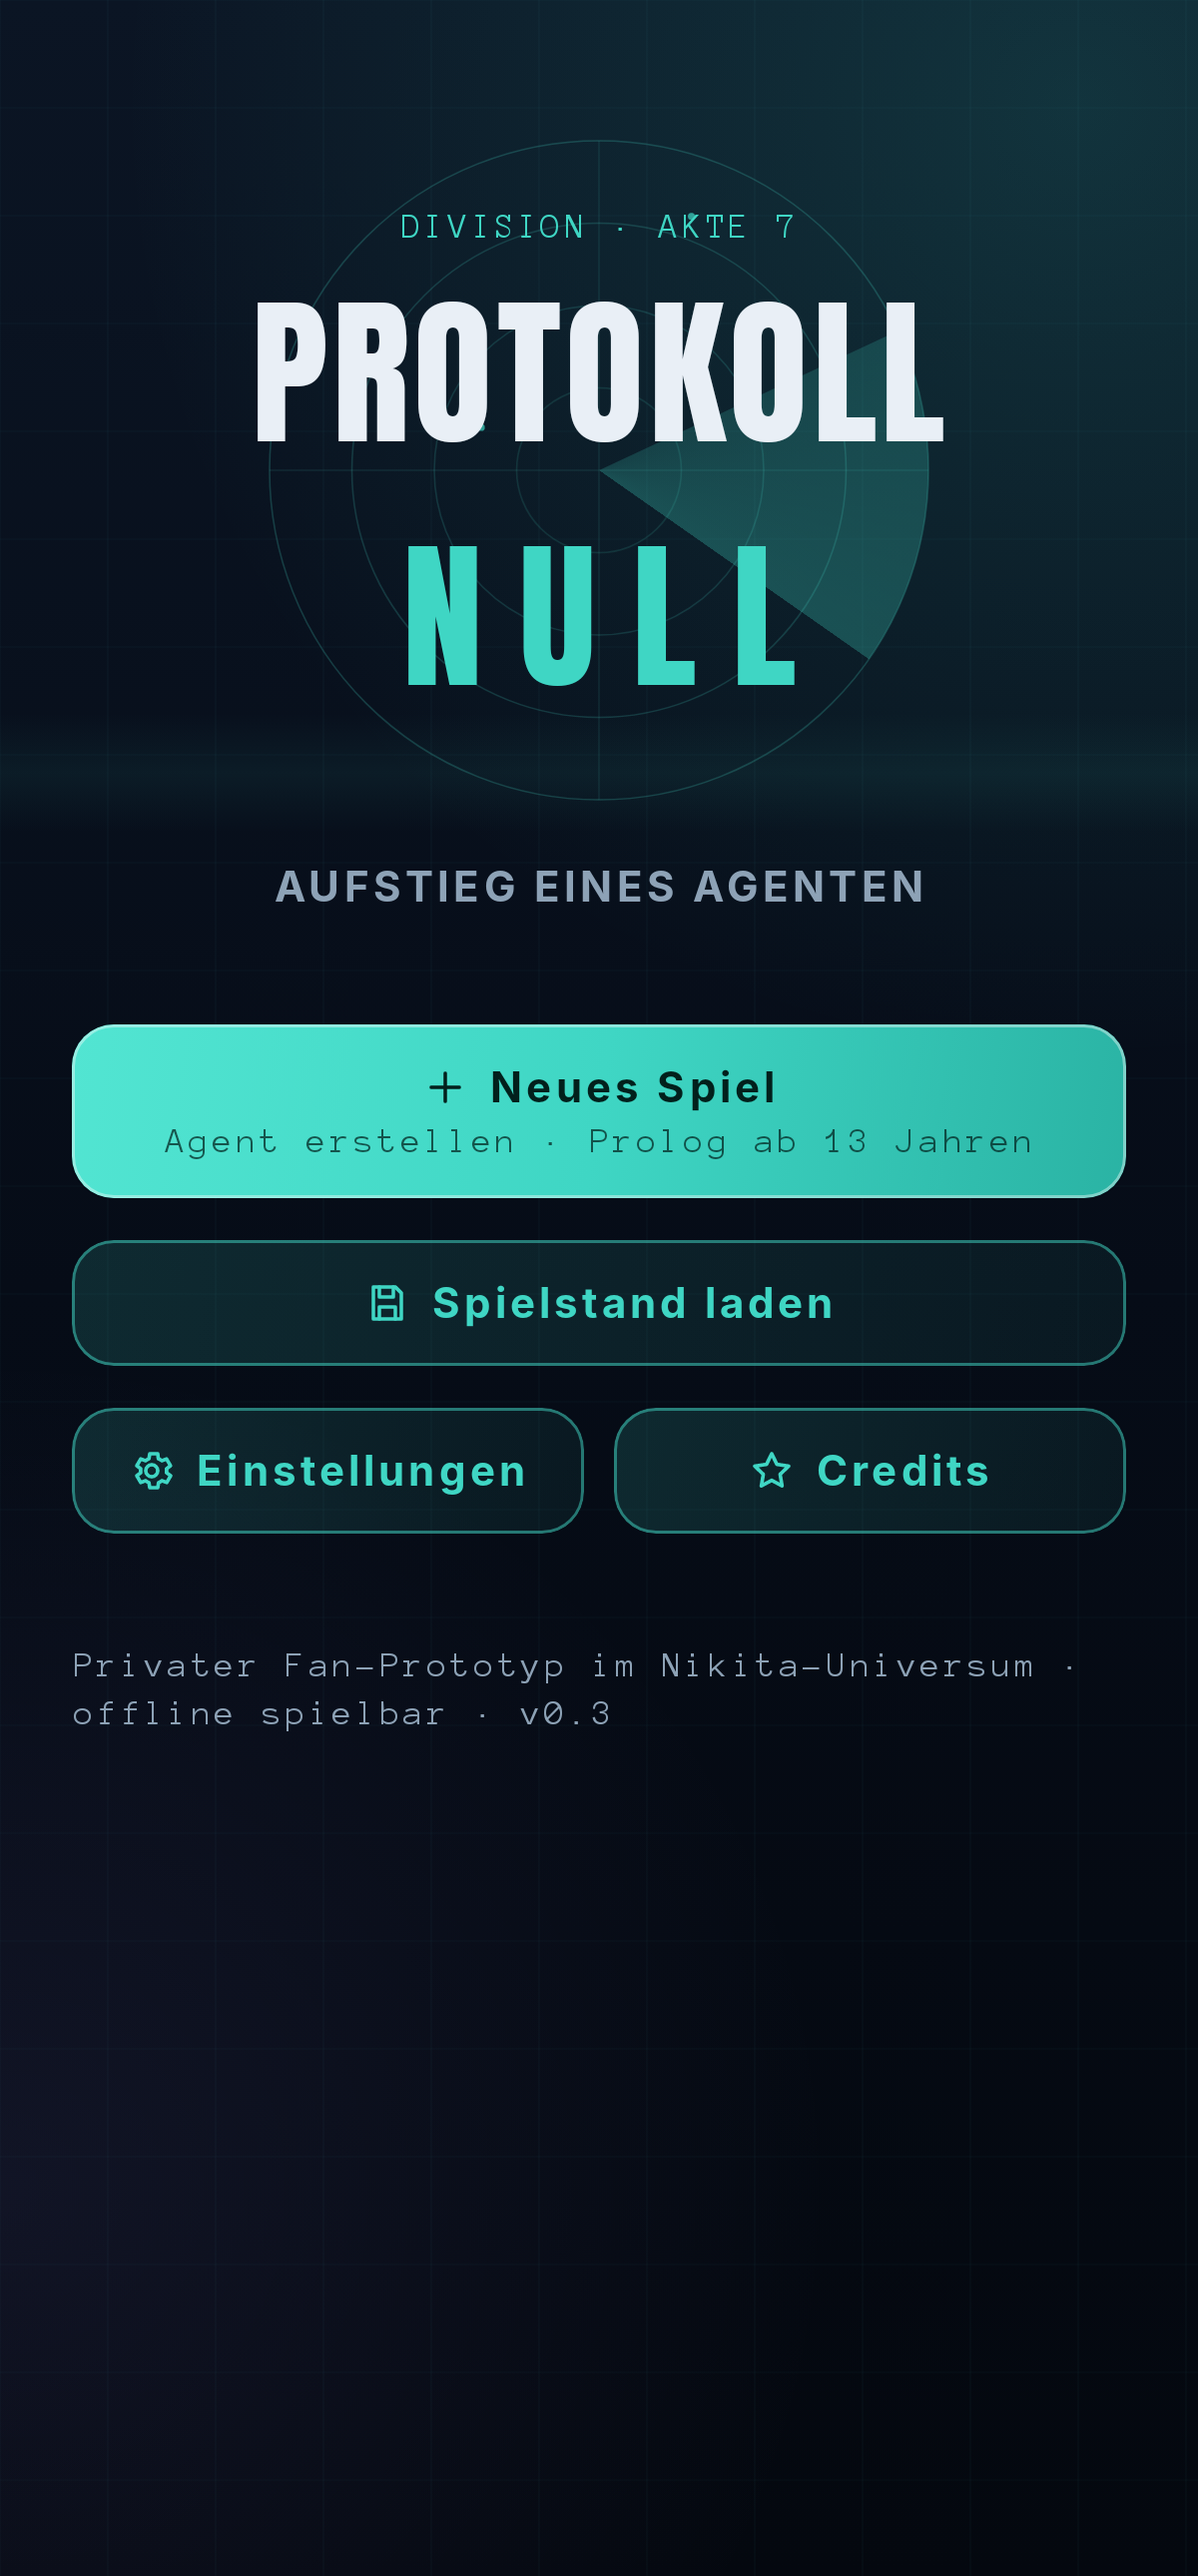 DIVISION · AKTE 7
PROTOKOLL
NULL
AUFSTIEG EINES AGENTEN
Neues Spiel
Agent erstellen · Prolog ab 13 Jahren
Spielstand laden
Einstellungen
Credits
Privater Fan-Prototyp im Nikita-Universum ·
offline spielbar · v0.3